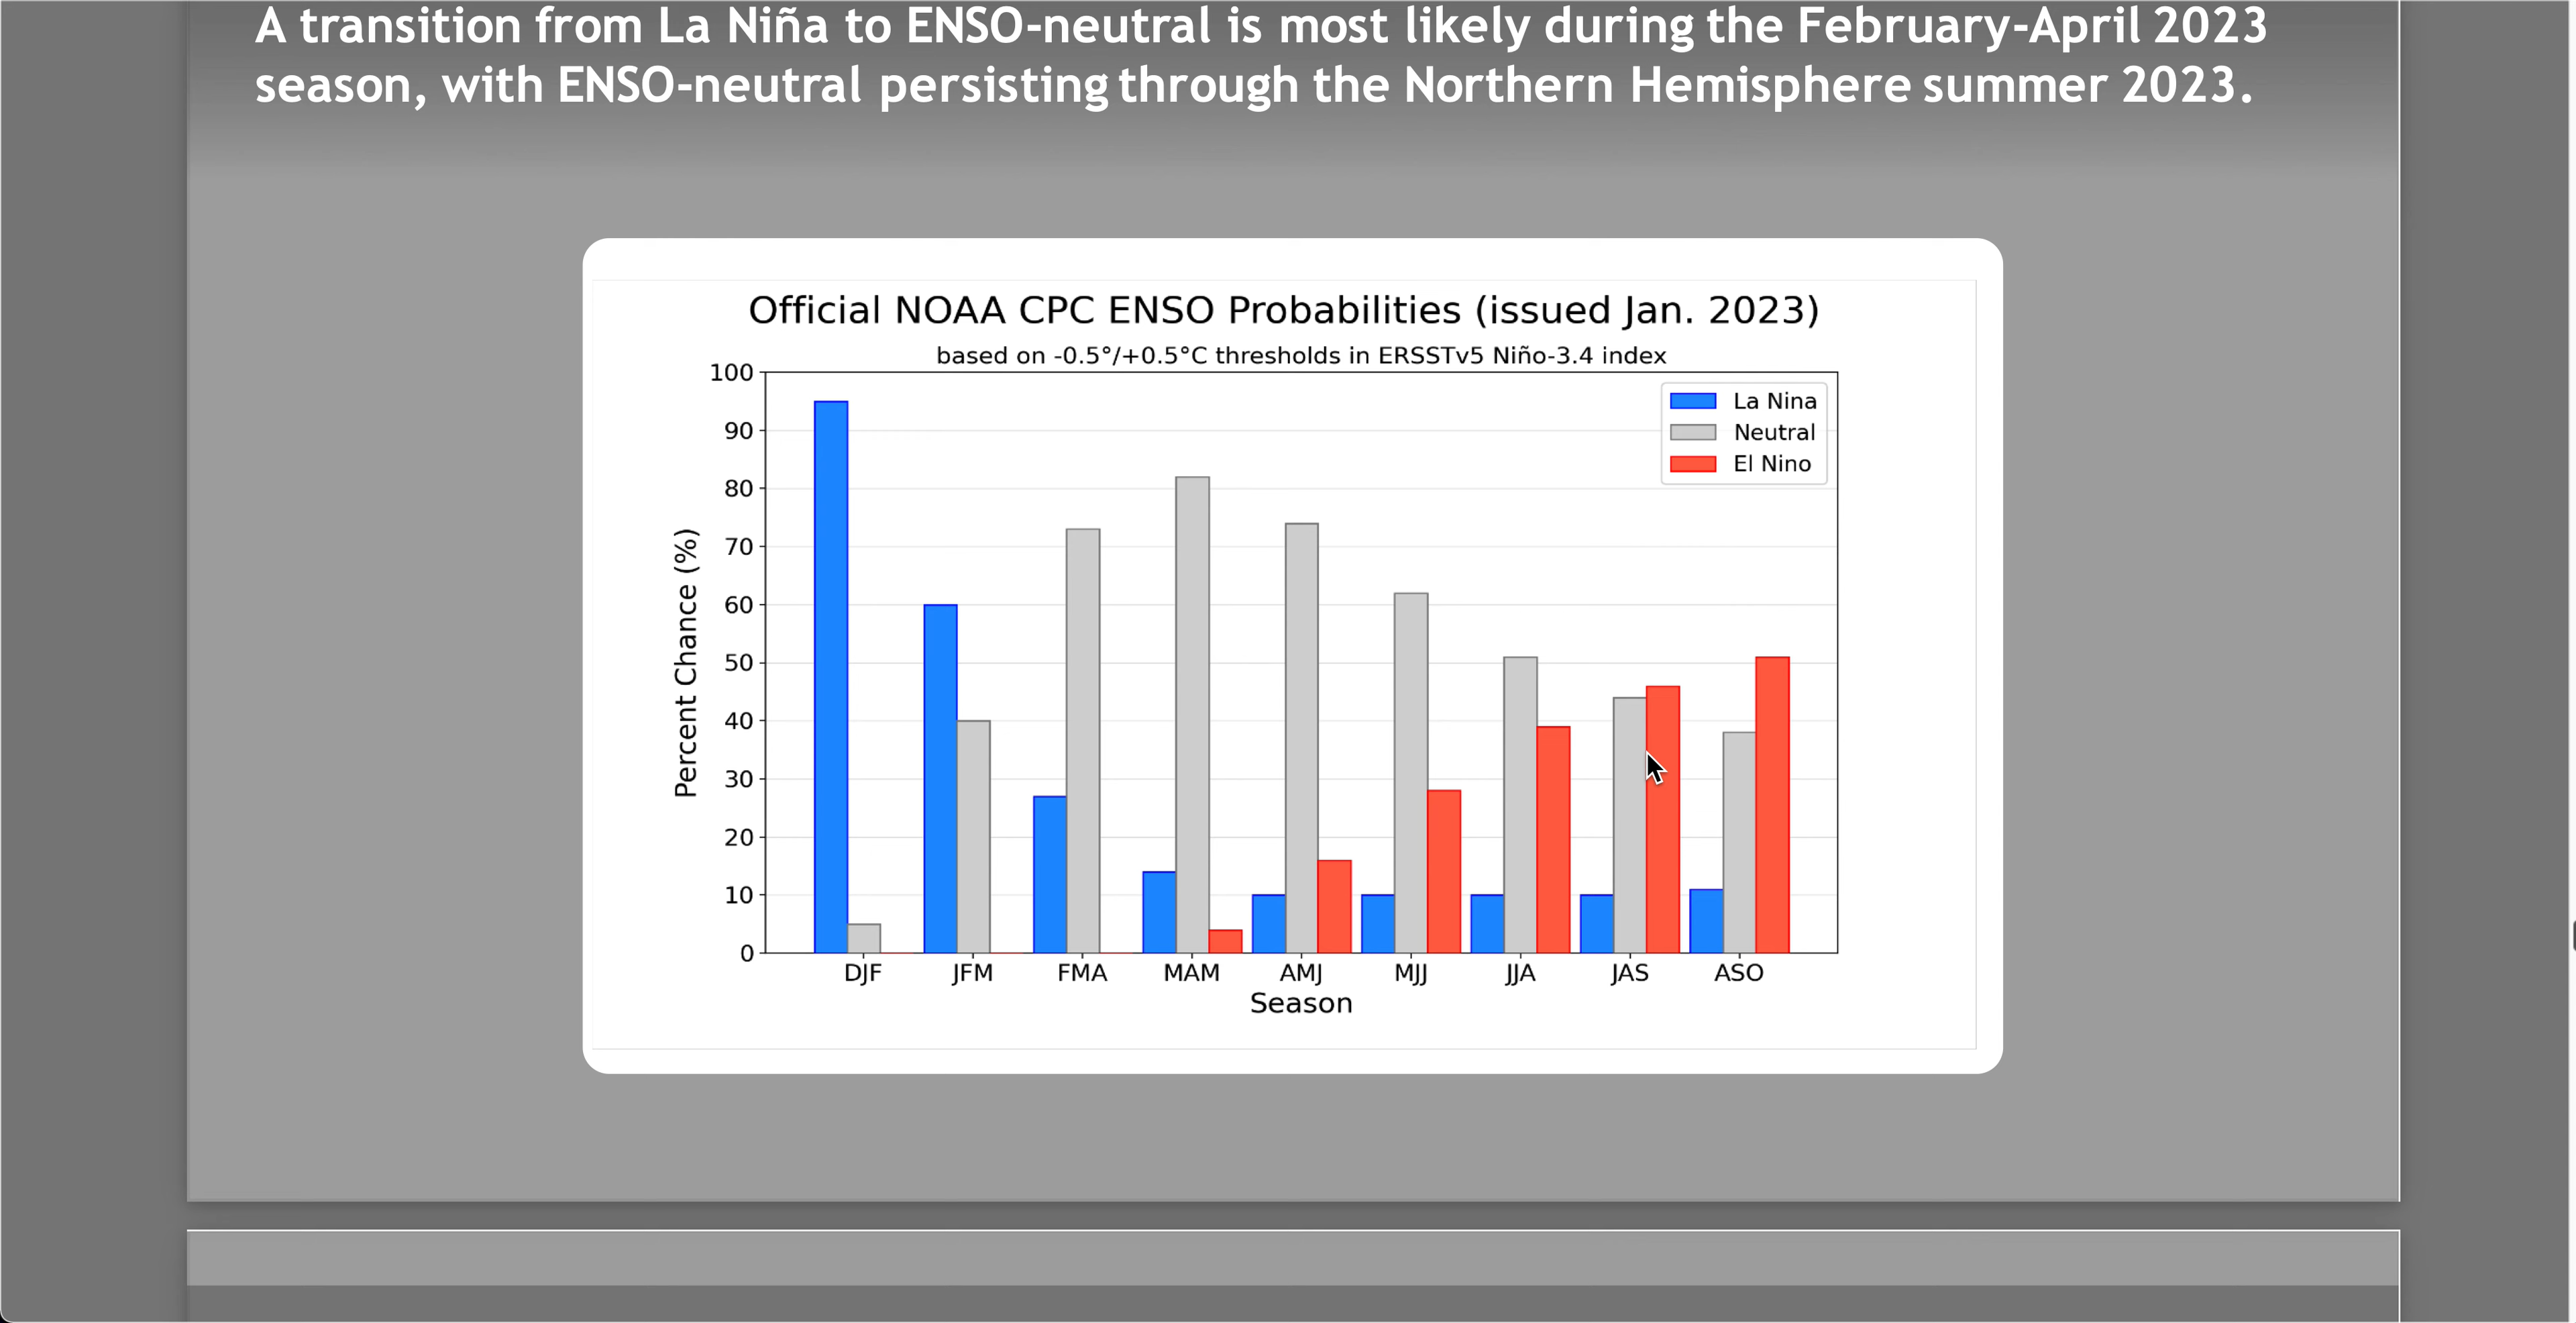 A transition from La Niña to ENSO-neutral is most likely during the February-April 2023
season, with ENSO-neutral persisting through the Northern Hemisphere summer 2023.
Official NOAA CPC ENSO Probabilities (issued Jan. 2023)
based on -0.5°/+0.5°C thresholds in ERSSTv5 Niño-3.4 index
La Nina
Neutral
El Nino
Percent Chance (%)
100
90
80
70
60
50
40
30
20
10
0
DJF JFM FMA MAM AMJ MJJ JJA JAS ASO
Season